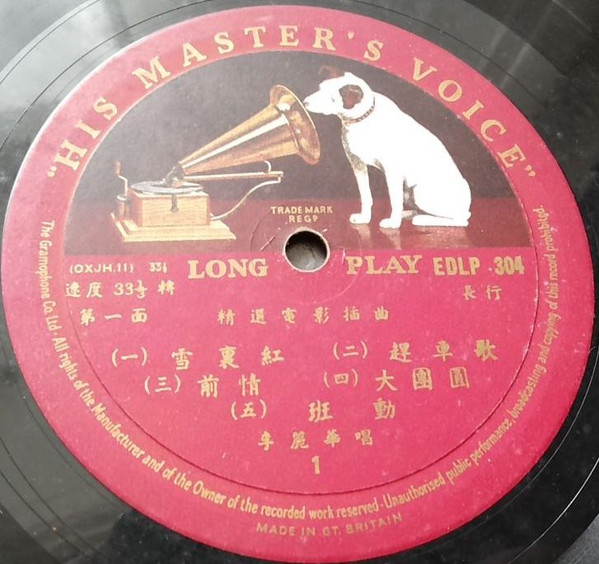 "HIS MASTER'S VOICE"
TRADE MARK
REGD
(OXJH.11) 33⅓ LONG PLAY EDLP·304
速度 33⅓ 轉 長行
第一面 精選電影插曲
(一) 雪裏紅 (二) 趕車歌
(三) 前情 (四) 大團圓
(五) 班動
李麗華唱
1
The Gramophone Co. Ltd·All rights of the Manufacturer and of the Owner of the recorded work reserved·Unauthorised public performance, broadcasting and copying of this record prohibited.
MADE IN GT. BRITAIN